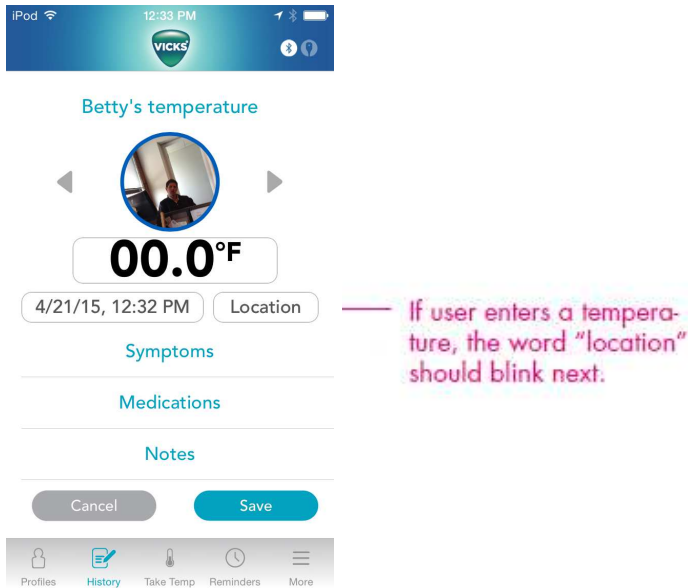 iPod 12:33 PM
VICKS
Betty's temperature
00.0°F
4/21/15, 12:32 PM Location
If user enters a tempera-
ture, the word "location"
should blink next.
Symptoms
Medications
Notes
Cancel Save
Profiles History Take Temp Reminders More